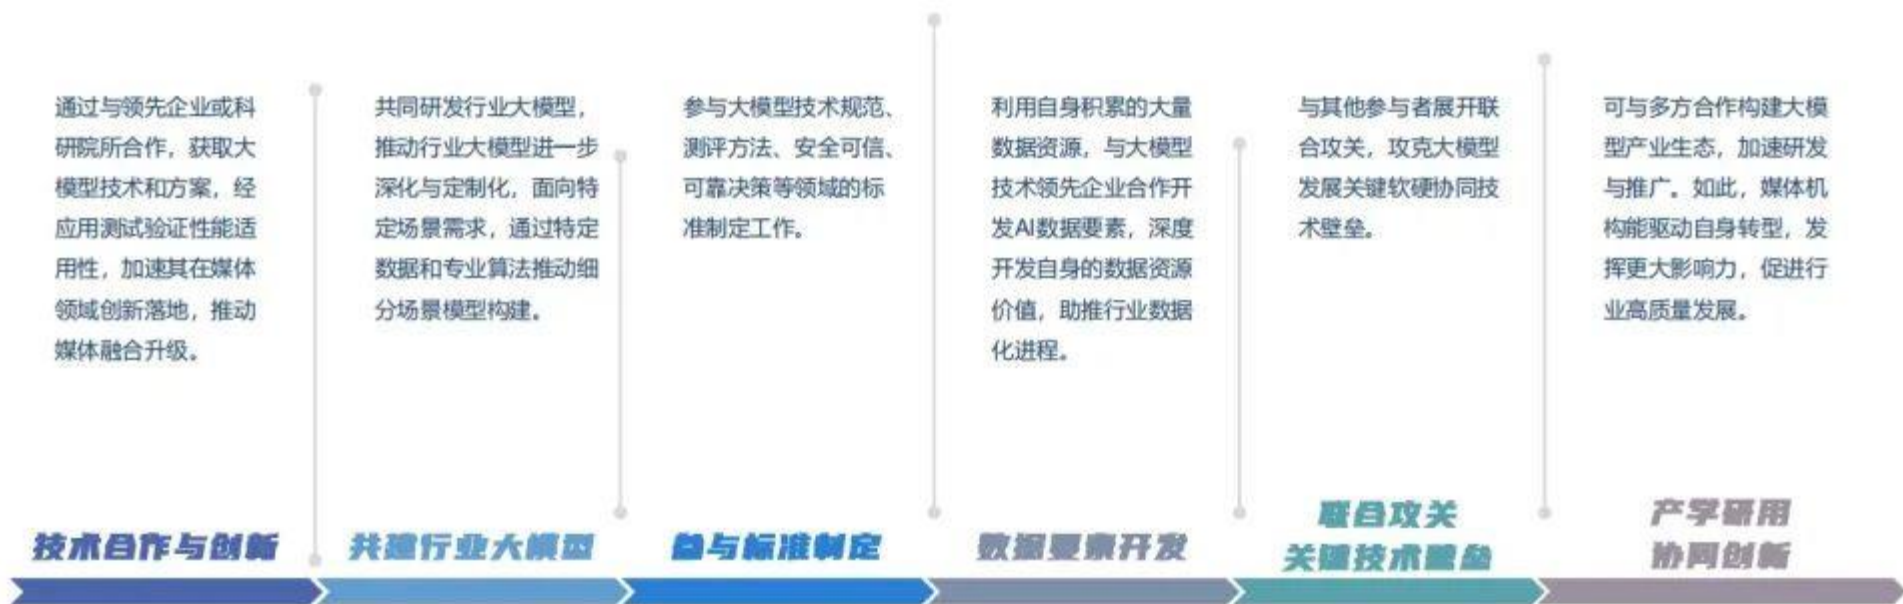 通过与领先企业或科
研院所合作，获取大
模型技术和方案，经
应用测试验证性能适
用性，加速其在媒体
领域创新落地，推动
媒体融合升级。
技术合作与创新
共同研发行业大模型，
推动行业大模型进一步
深化与定制化，面向特
定场景需求，通过特定
数据和专业算法推动细
分场景模型构建。
共建行业大模型
参与大模型技术规范、
测评方法、安全可信、
可靠决策等领域的标
准制定工作。
参与标准制定
利用自身积累的大量
数据资源，与大模型
技术领先企业合作开
发AI数据要素，深度
开发自身的数据资源
价值，助推行业数据
化进程。
数据要素开发
与其他参与者展开联
合攻关，攻克大模型
发展关键软硬协同技
术壁垒。
联合攻关
关键技术壁垒
可与多方合作构建大模
型产业生态，加速研发
与推广。如此，媒体机
构能驱动自身转型，发
挥更大影响力，促进行
业高质量发展。
产学研用
协同创新